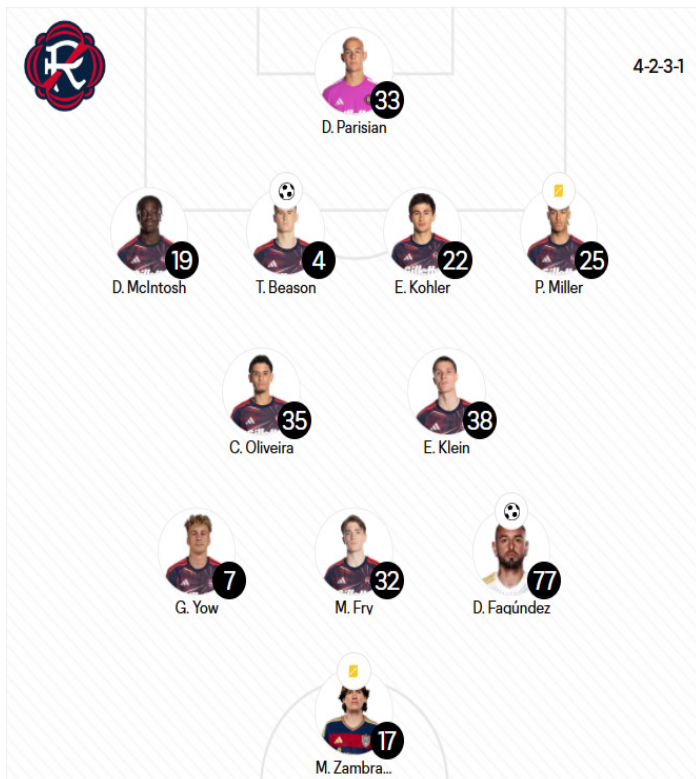 4-2-3-1
33
D. Parisian
19
4
22
25
D. McIntosh
T. Beason
E. Kohler
P. Miller
35
38
C. Oliveira
E. Klein
7
32
77
G. Yow
M. Fry
D. Fagúndez
17
M. Zambra...